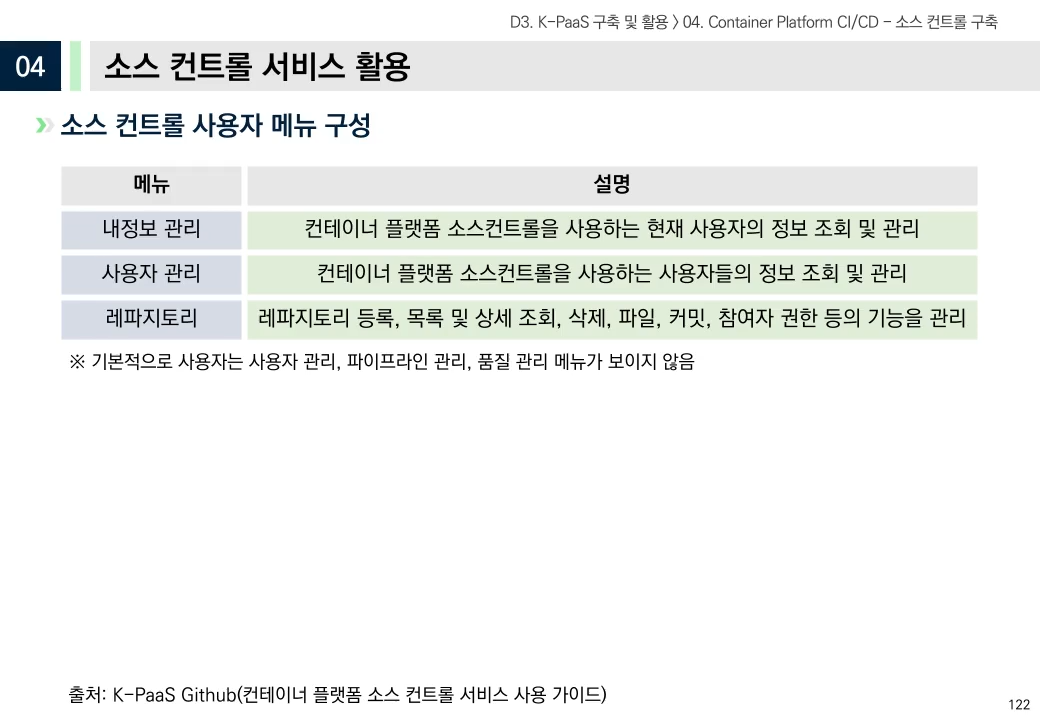 D3. K-PaaS 구축 및 활용 > 04. Container Platform CI/CD - 소스 컨트롤 구축
04 소스 컨트롤 서비스 활용
소스 컨트롤 사용자 메뉴 구성
메뉴 설명
내정보 관리 컨테이너 플랫폼 소스컨트롤을 사용하는 현재 사용자의 정보 조회 및 관리
사용자 관리 컨테이너 플랫폼 소스컨트롤을 사용하는 사용자들의 정보 조회 및 관리
레파지토리 레파지토리 등록, 목록 및 상세 조회, 삭제, 파일, 커밋, 참여자 권한 등의 기능을 관리
※ 기본적으로 사용자는 사용자 관리, 파이프라인 관리, 품질 관리 메뉴가 보이지 않음
출처: K-PaaS Github(컨테이너 플랫폼 소스 컨트롤 서비스 사용 가이드)
122